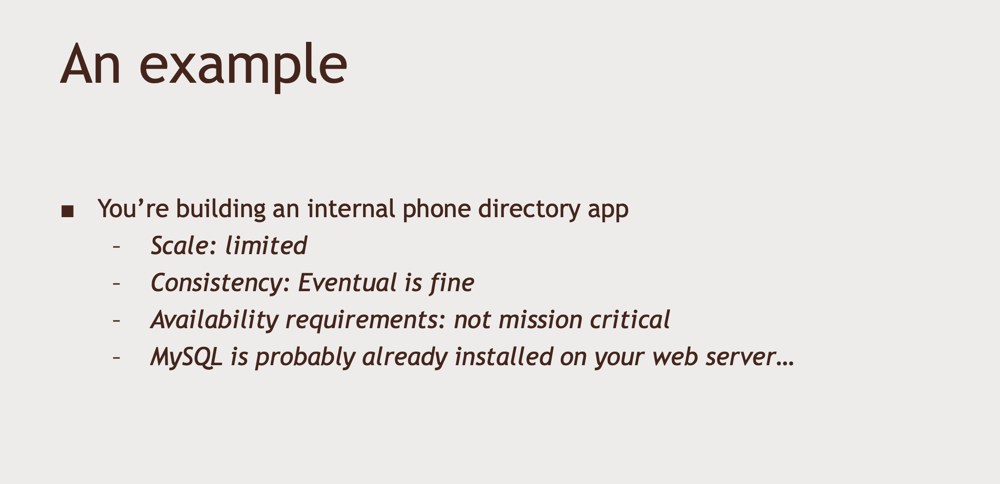 An example
■ You’re building an internal phone directory app
– Scale: limited
– Consistency: Eventual is fine
– Availability requirements: not mission critical
– MySQL is probably already installed on your web server…